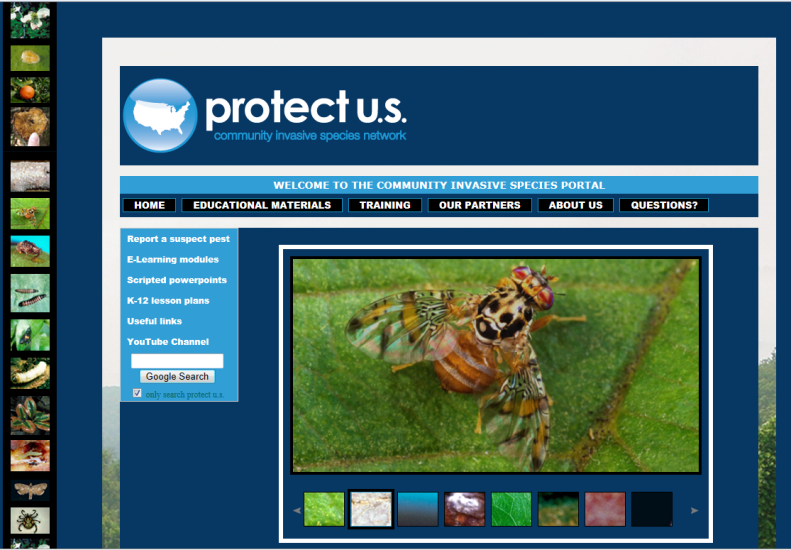 protect u.s.
community invasive species network
WELCOME TO THE COMMUNITY INVASIVE SPECIES PORTAL
HOME EDUCATIONAL MATERIALS TRAINING OUR PARTNERS ABOUT US QUESTIONS?
Report a suspect pest
E-Learning modules
Scripted powerpoints
K-12 lesson plans
Useful links
YouTube Channel
Google Search
only search protect u.s.